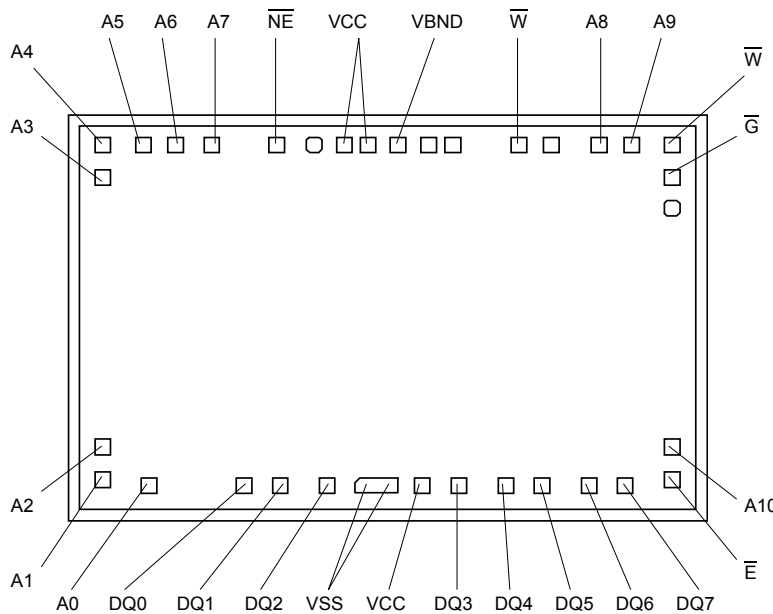 A5 A6 A7 N̅E̅ VCC VBND W̅ A8 A9
A4 W̅
A3 G̅
A2 A10
A1 E̅
A0 DQ0 DQ1 DQ2 VSS VCC DQ3 DQ4 DQ5 DQ6 DQ7